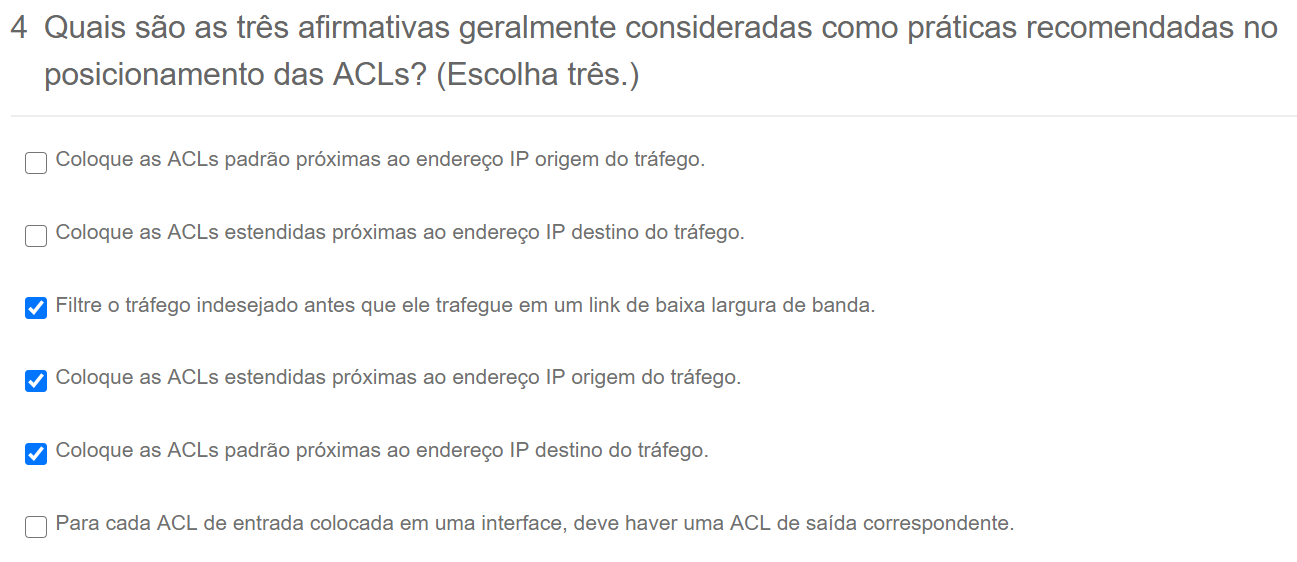 4 Quais são as três afirmativas geralmente consideradas como práticas recomendadas no
posicionamento das ACLs? (Escolha três.)
Coloque as ACLs padrão próximas ao endereço IP origem do tráfego.
Coloque as ACLs estendidas próximas ao endereço IP destino do tráfego.
Filtre o tráfego indesejado antes que ele trafegue em um link de baixa largura de banda.
Coloque as ACLs estendidas próximas ao endereço IP origem do tráfego.
Coloque as ACLs padrão próximas ao endereço IP destino do tráfego.
Para cada ACL de entrada colocada em uma interface, deve haver uma ACL de saída correspondente.